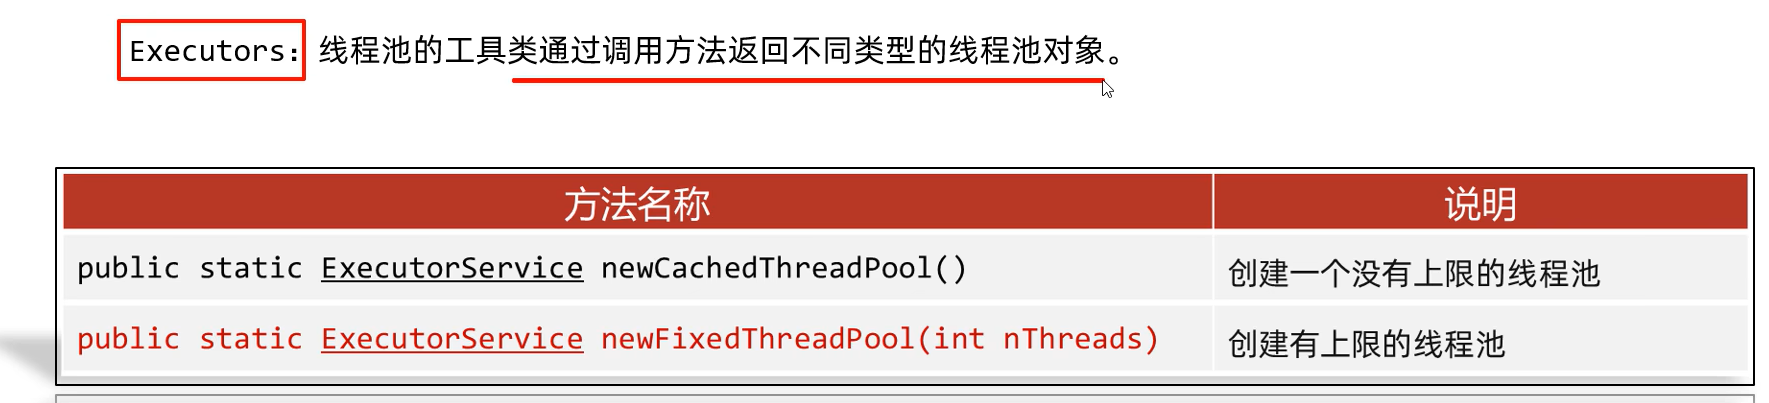 Executors：线程池的工具类通过调用方法返回不同类型的线程池对象。
方法名称 说明
public static ExecutorService newCachedThreadPool() 创建一个没有上限的线程池
public static ExecutorService newFixedThreadPool(int nThreads) 创建有上限的线程池